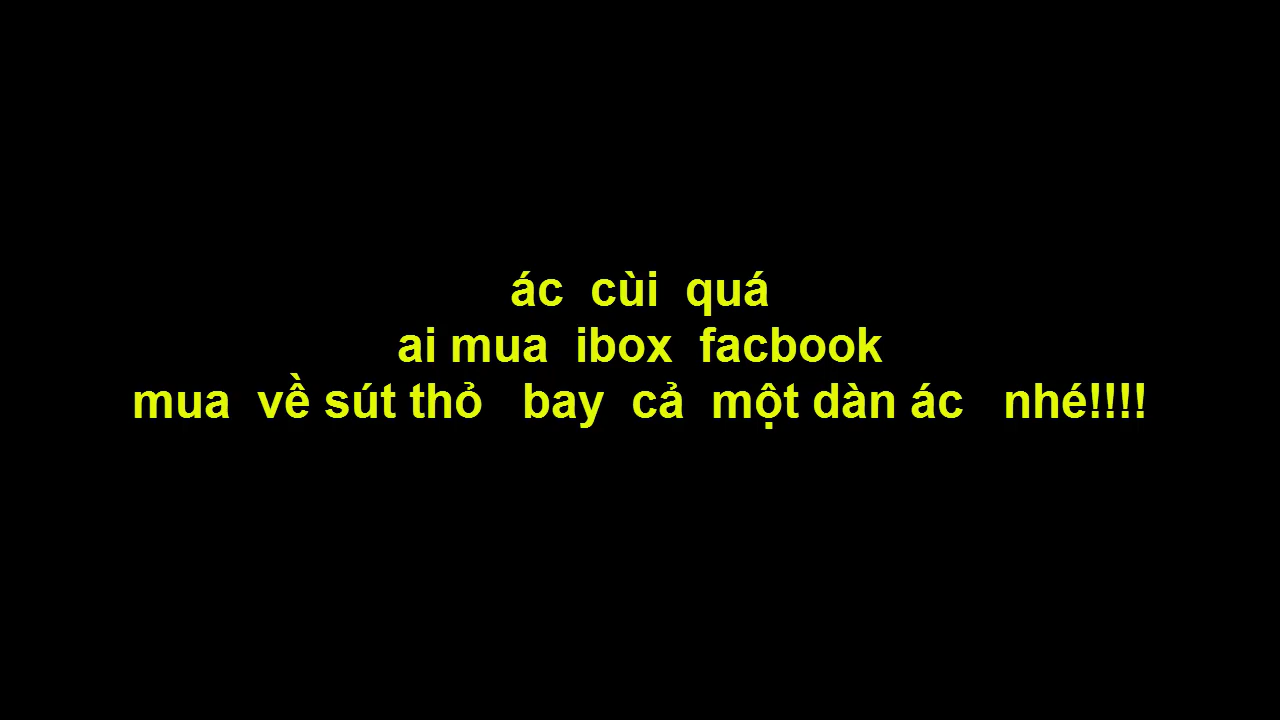 ác cùi quá
ai mua ibox facbook
mua về sút thỏ bay cả một dàn ác nhé!!!!